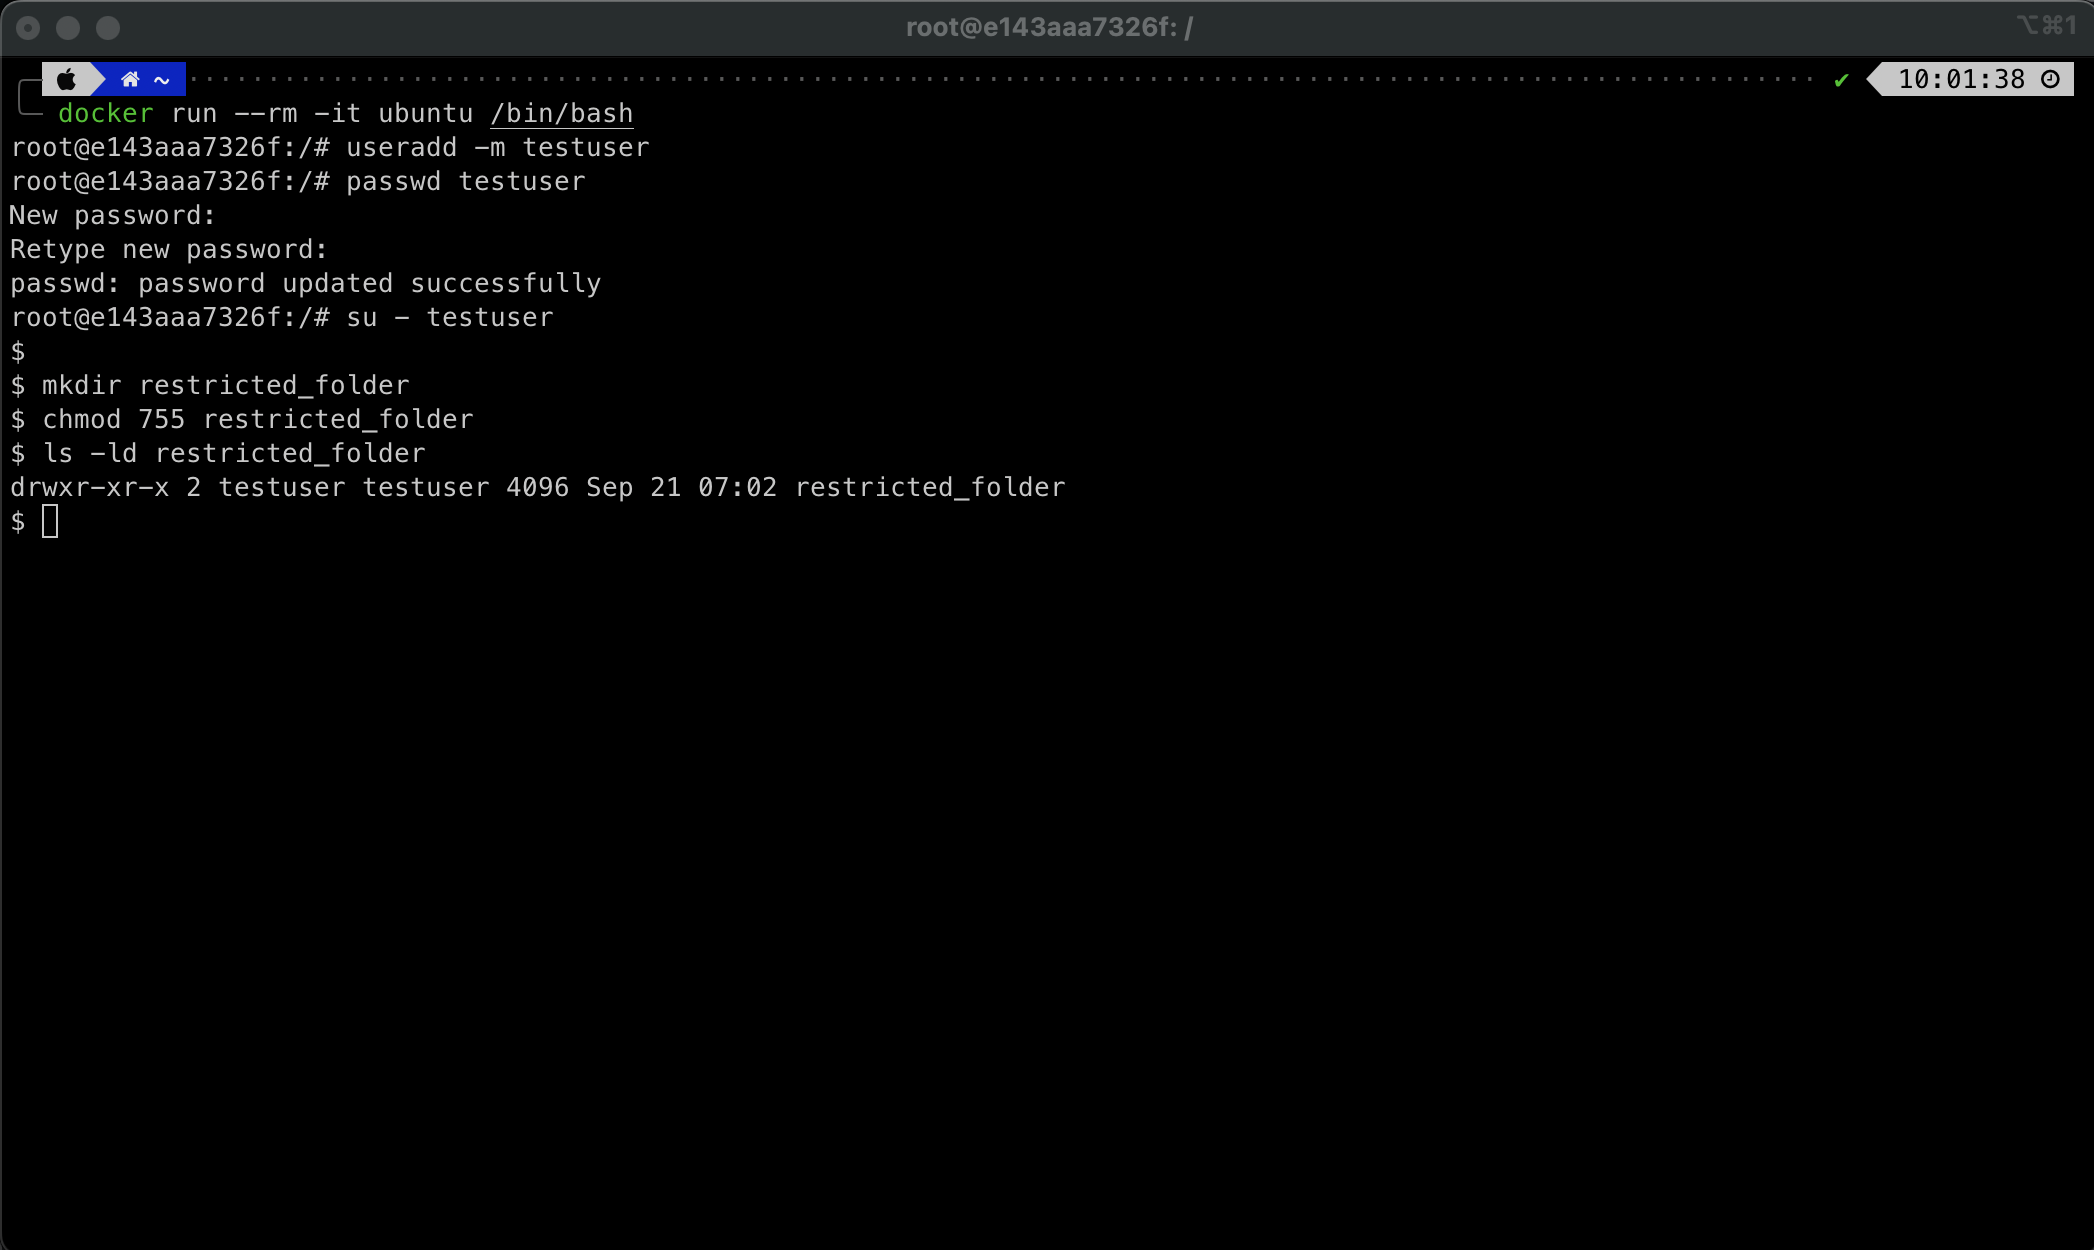 root@e143aaa7326f: /
⌥⌘1
~ ✔ 10:01:38
docker run --rm -it ubuntu /bin/bash
root@e143aaa7326f:/# useradd -m testuser
root@e143aaa7326f:/# passwd testuser
New password:
Retype new password:
passwd: password updated successfully
root@e143aaa7326f:/# su - testuser
$
$ mkdir restricted_folder
$ chmod 755 restricted_folder
$ ls -ld restricted_folder
drwxr-xr-x 2 testuser testuser 4096 Sep 21 07:02 restricted_folder
$